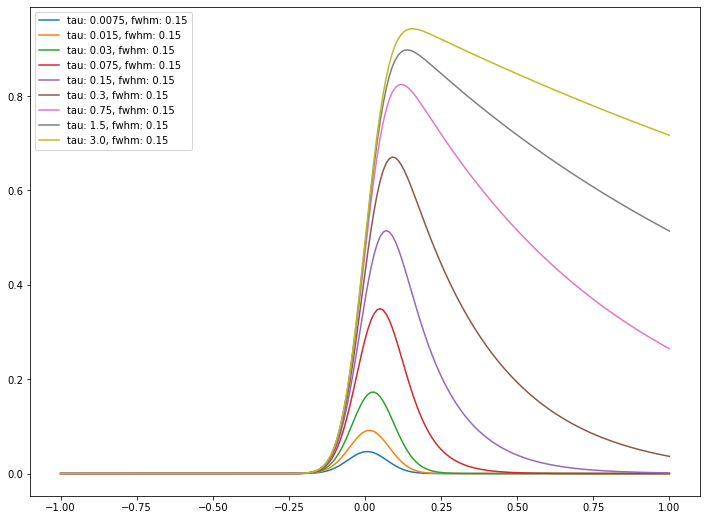 tau: 0.0075, fwhm: 0.15
tau: 0.015, fwhm: 0.15
tau: 0.03, fwhm: 0.15
tau: 0.075, fwhm: 0.15
tau: 0.15, fwhm: 0.15
tau: 0.3, fwhm: 0.15
tau: 0.75, fwhm: 0.15
tau: 1.5, fwhm: 0.15
tau: 3.0, fwhm: 0.15
0.8
0.6
0.4
0.2
0.0
−1.00 −0.75 −0.50 −0.25 0.00 0.25 0.50 0.75 1.00